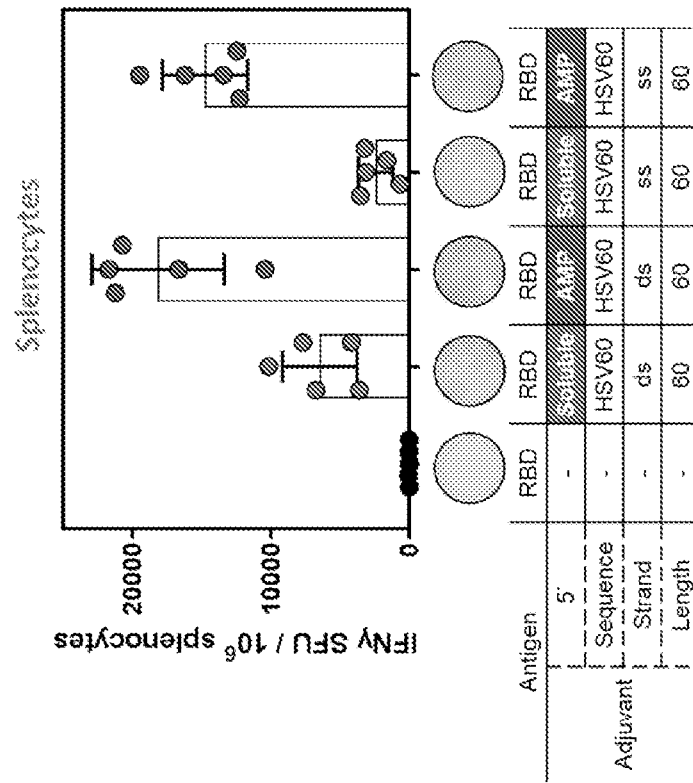 Splenocytes
IFNγ SFU / 10⁶ splenocytes
20000
10000
0
Antigen RBD RBD RBD RBD RBD
Adjuvant
5' - Soluble AMP Soluble AMP
Sequence - HSV60 HSV60 HSV60 HSV60
Strand - ds ds ss ss
Length - 60 60 60 60